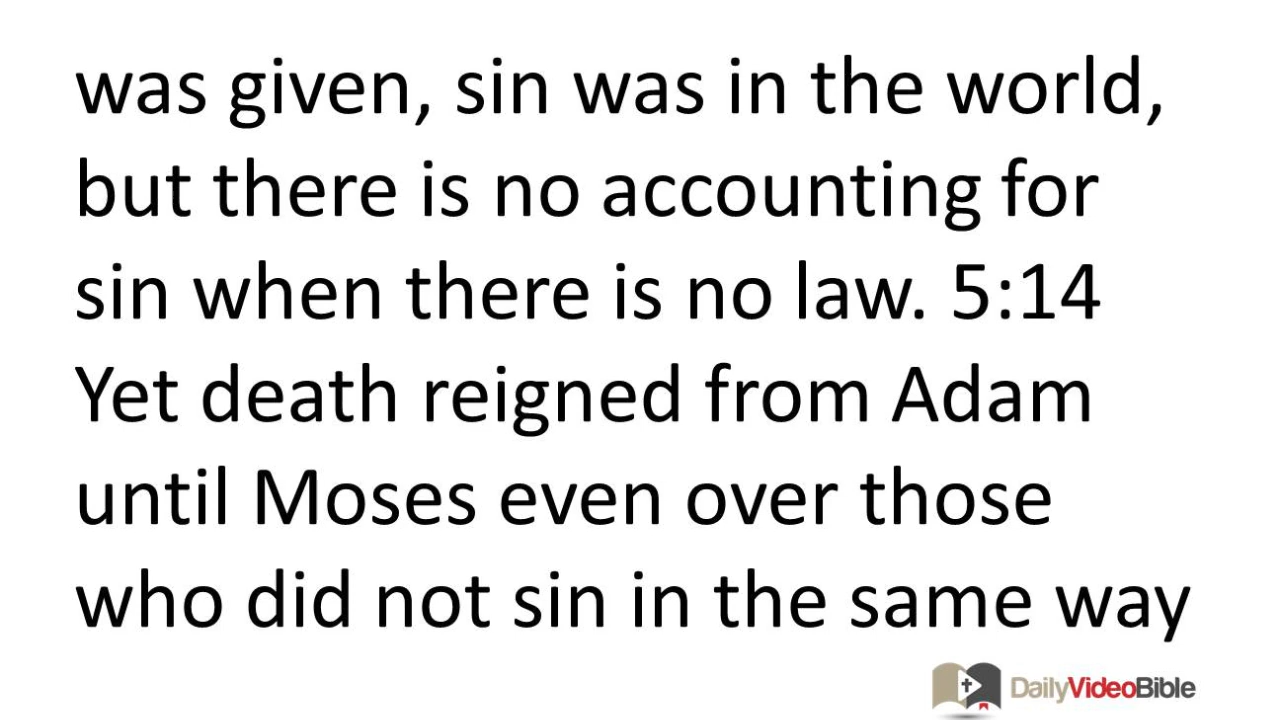 was given, sin was in the world,
but there is no accounting for
sin when there is no law. 5:14
Yet death reigned from Adam
until Moses even over those
who did not sin in the same way
DailyVideoBible